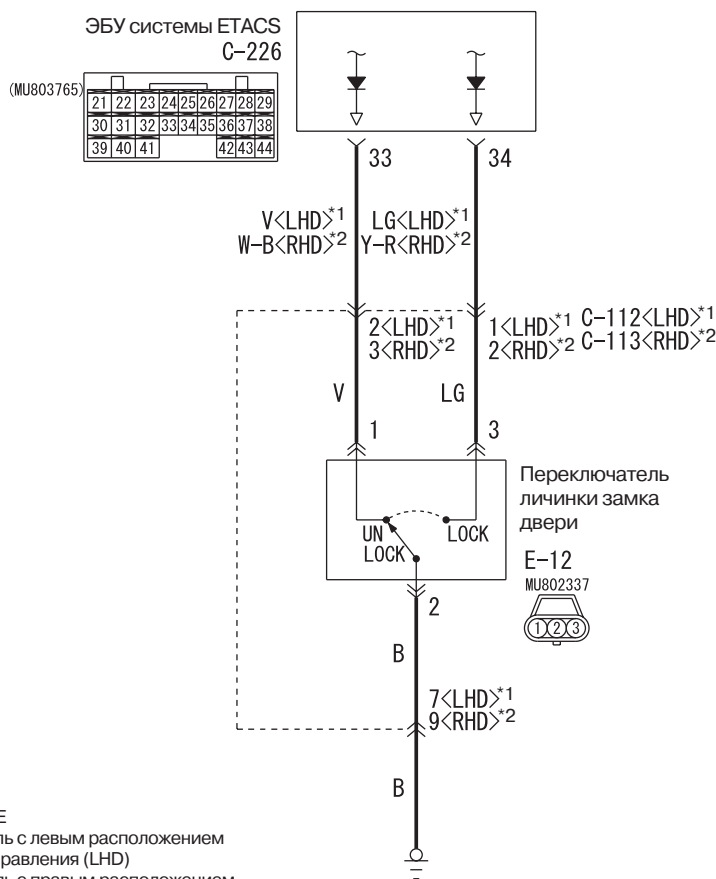 ЭБУ системы ETACS
C-226
(MU803765)
21 22 23 24 25 26 27 28 29
30 31 32 33 34 35 36 37 38
39 40 41 42 43 44
33 34
V<LHD>*1 LG<LHD>*1
W-B<RHD>*2 Y-R<RHD>*2
2<LHD>*1 1<LHD>*1 C-112<LHD>*1
3<RHD>*2 2<RHD>*2 C-113<RHD>*2
V LG
1 3
Переключатель
личинки замка
двери
UN
LOCK LOCK
E-12
MU802337
1 2 3
2
B
7<LHD>*1
9<RHD>*2
B
с левым расположением
(LHD)
с правым расположением